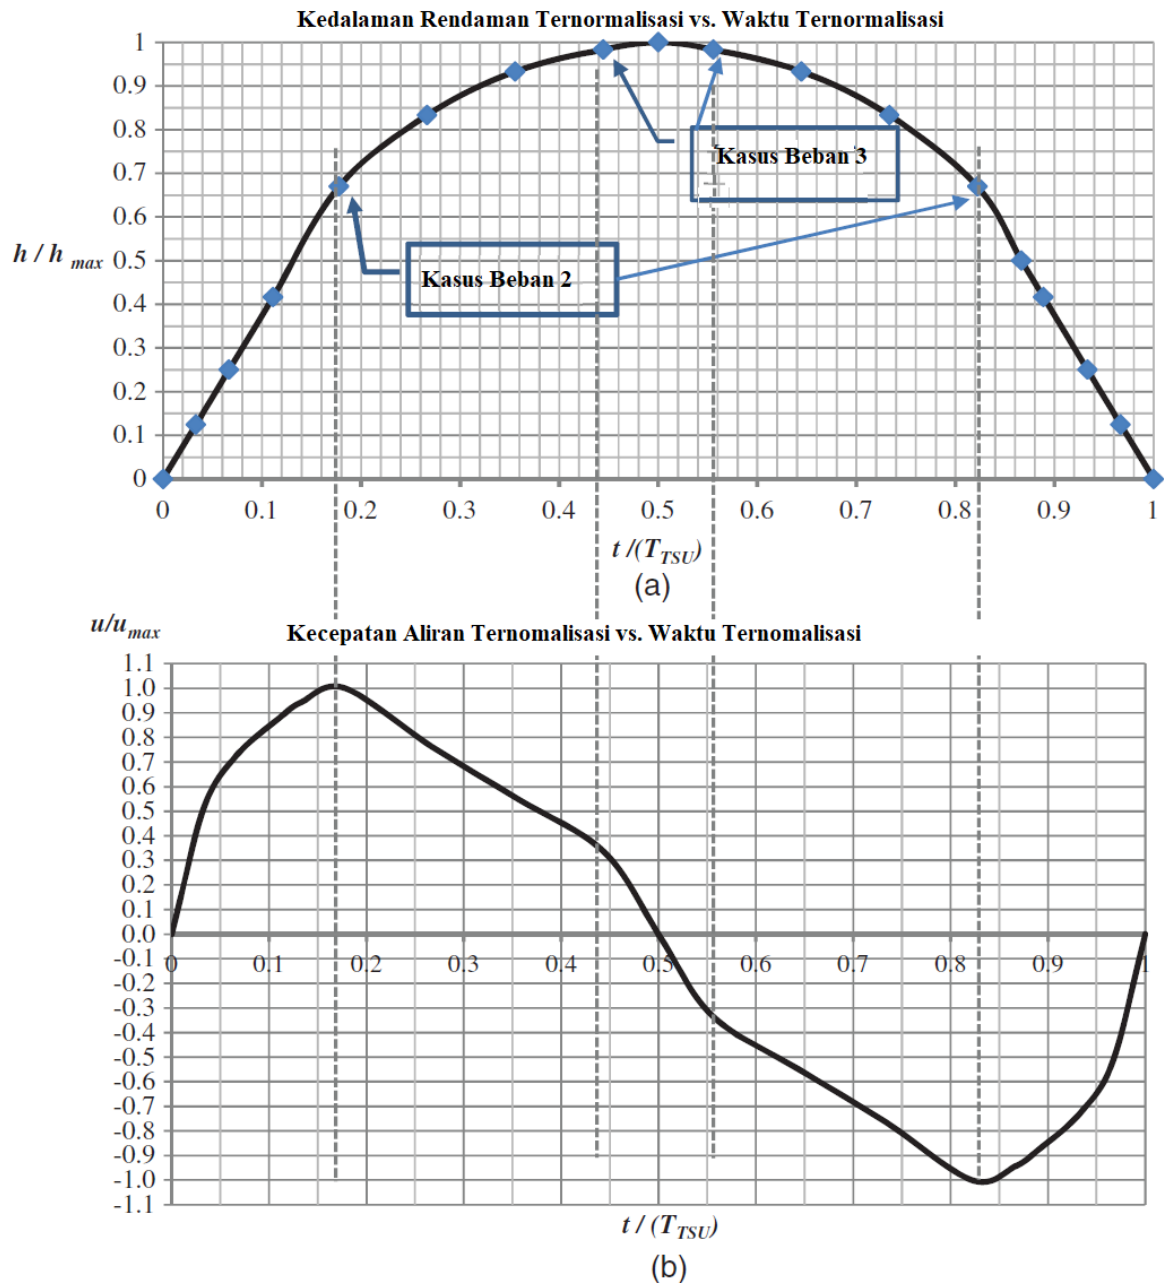 Kedalaman Rendaman Ternormalisasi vs. Waktu Ternormalisasi
1
0.9
0.8
0.7
0.6
h / h max
0.5
0.4
0.3
0.2
0.1
0
Kasus Beban 3
Kasus Beban 2
0 0.1 0.2 0.3 0.4 0.5 0.6 0.7 0.8 0.9 1
t /(T TSU)
(a)
u/u max
Kecepatan Aliran Ternomalisasi vs. Waktu Ternomalisasi
1.1
1.0
0.9
0.8
0.7
0.6
0.5
0.4
0.3
0.2
0.1
0.0
-0.1
-0.2
-0.3
-0.4
-0.5
-0.6
-0.7
-0.8
-0.9
-1.0
-1.1
0 0.1 0.2 0.3 0.4 0.5 0.6 0.7 0.8 0.9 1
t / (T TSU)
(b)